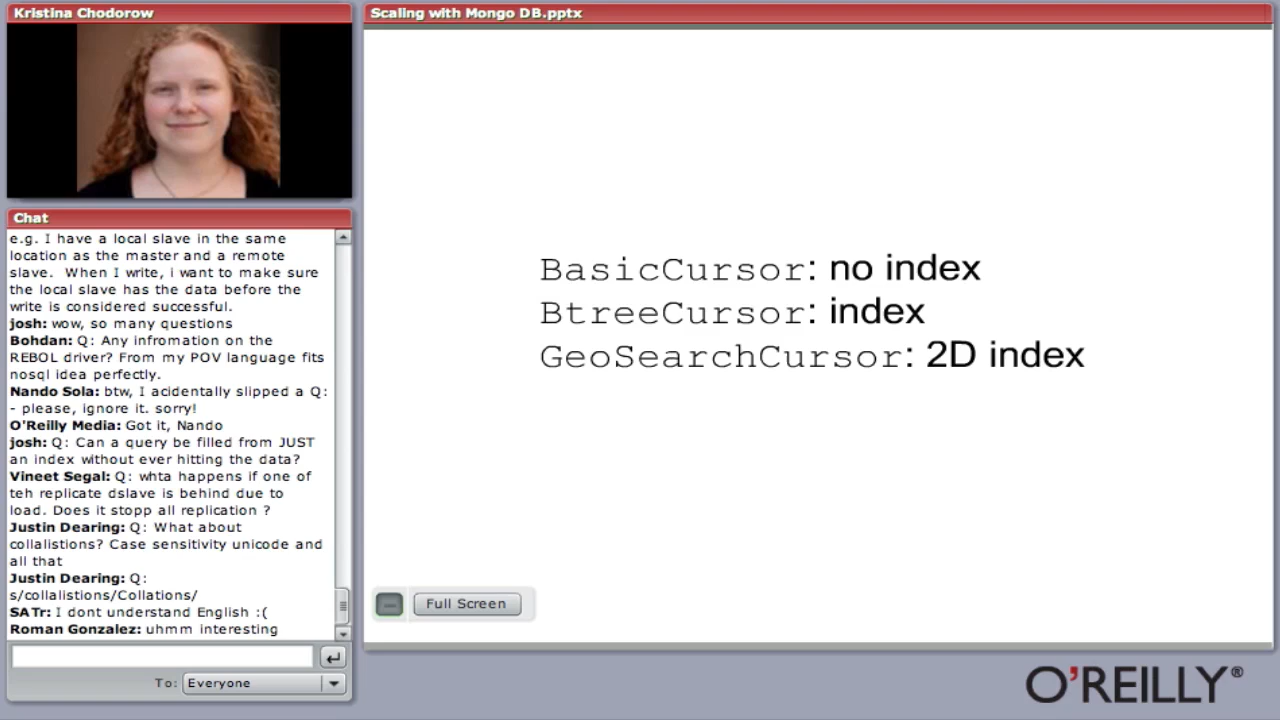 Kristina Chodorow
Scaling with Mongo DB.pptx
Chat
e.g. I have a local slave in the same
location as the master and a remote
slave.  When I write, i want to make sure
the local slave has the data before the
write is considered successful.
josh: wow, so many questions
Bohdan: Q: Any infromation on the
REBOL driver? From my POV language fits
nosql idea perfectly.
Nando Sola: btw, I acidentally slipped a Q:
- please, ignore it. sorry!
O'Reilly Media: Got it, Nando
josh: Q: Can a query be filled from JUST
an index without ever hitting the data?
Vineet Segal: Q: whta happens if one of
teh replicate dslave is behind due to
load. Does it stopp all replication ?
Justin Dearing: Q: What about
collalistions? Case sensitivity unicode and
all that
Justin Dearing: Q:
s/collalistions/Collations/
SATr: I dont understand English :(
Roman Gonzalez: uhmm interesting
To: Everyone
BasicCursor: no index
BtreeCursor: index
GeoSearchCursor: 2D index
Full Screen
O'REILLY®